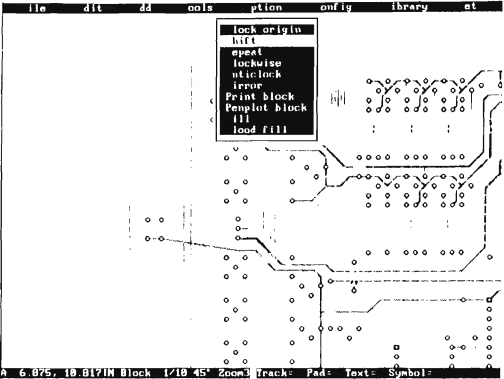 ile dit dd ools ption onfig ibrary et
lock origin
hift
epeat
lockwise
nticlock
irror
Print block
Penplot block
ill
lood fill
A 6.875, 10.817IN Block 1/10 45° Zoom3 Track= Pad= Text= Symbol=